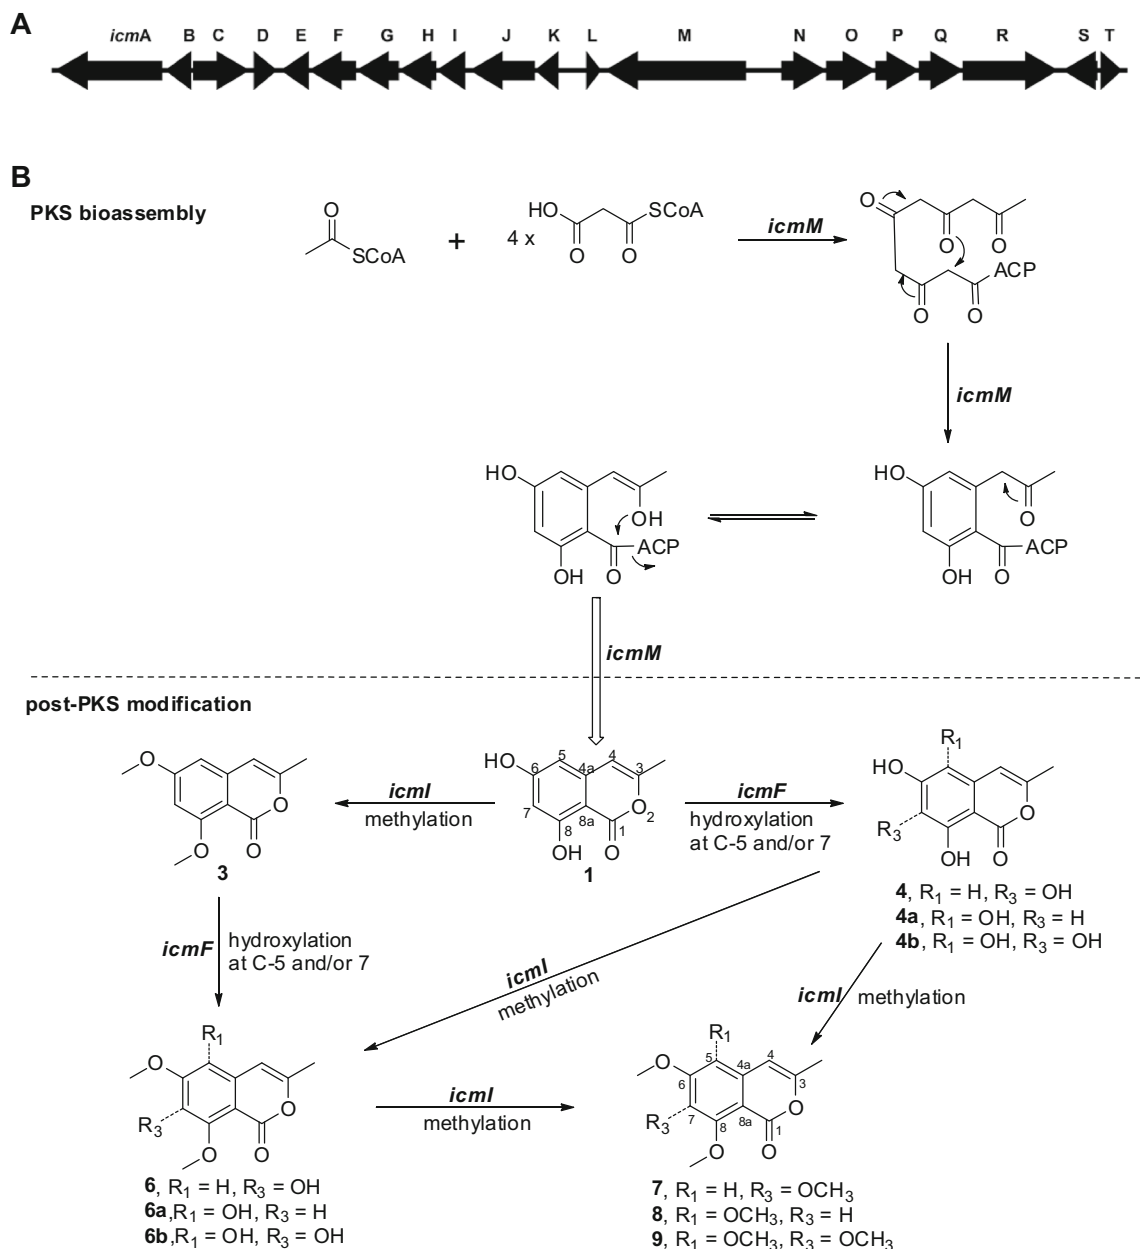 A
icmA B C D E F G H I J K L M N O P Q R S T
B
PKS bioassembly
O
SCoA
+
4 x
HO
O
SCoA
O
icmM
O
O
O
ACP
O
O
icmM
HO
OH
ACP
OH
O
HO
O
ACP
OH
O
icmM
post-PKS modification
O
O
O
O
3
icmI
methylation
HO
5
4
6
4a
3
7
8a
O
2
8
1
OH
O
1
icmF
hydroxylation
at C-5 and/or 7
R1
HO
R3
O
OH
O
4, R1 = H, R3 = OH
4a, R1 = OH, R3 = H
4b, R1 = OH, R3 = OH
icmF
hydroxylation
at C-5 and/or 7
icmI
methylation
icmI
methylation
R1
O
R3
O
O
O
6, R1 = H, R3 = OH
6a,R1 = OH, R3 = H
6b,R1 = OH, R3 = OH
icmI
methylation
R1
O
5
4
6
4a
3
R3
7
8a
O
8
1
O
O
7, R1 = H, R3 = OCH3
8, R1 = OCH3, R3 = H
9, R1 = OCH3, R3 = OCH3